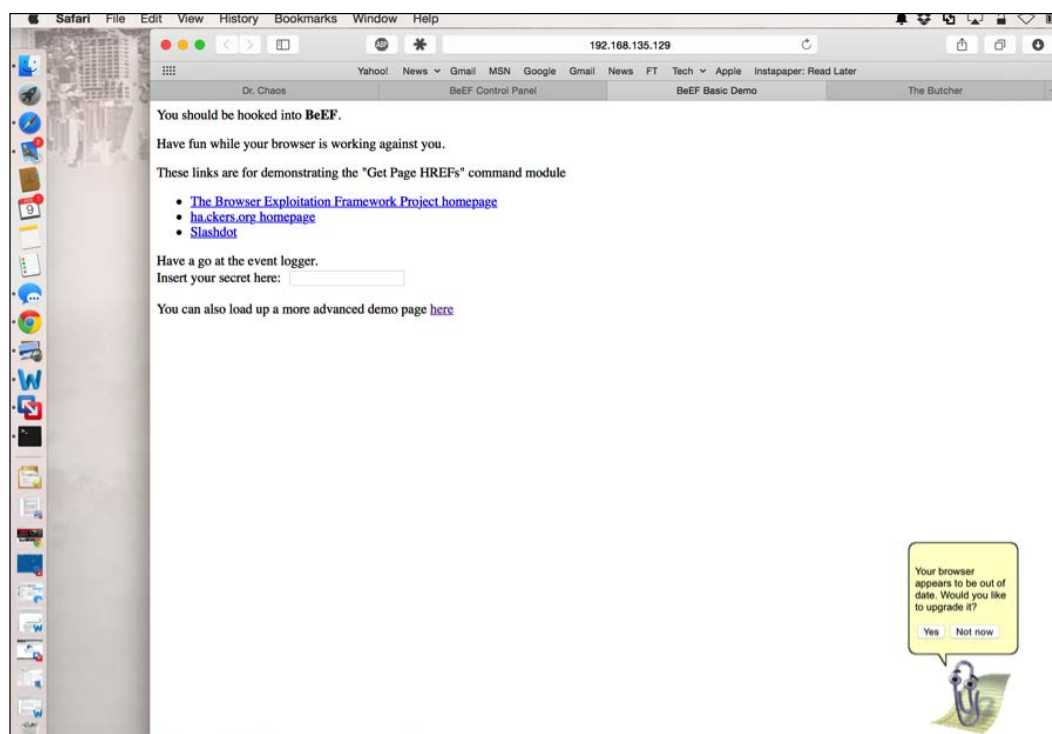 Safari File Edit View History Bookmarks Window Help
192.168.135.129
Yahoo! News Gmail MSN Google Gmail News FT Tech Apple Instapaper: Read Later
Dr. Chaos BeEF Control Panel BeEF Basic Demo The Butcher
You should be hooked into BeEF.
Have fun while your browser is working against you.
These links are for demonstrating the "Get Page HREFs" command module
The Browser Exploitation Framework Project homepage
ha.ckers.org homepage
Slashdot
Have a go at the event logger.
Insert your secret here:
You can also load up a more advanced demo page here
Your browser
appears to be out of
date. Would you like
to upgrade it?
Yes Not now
ABP
9
W